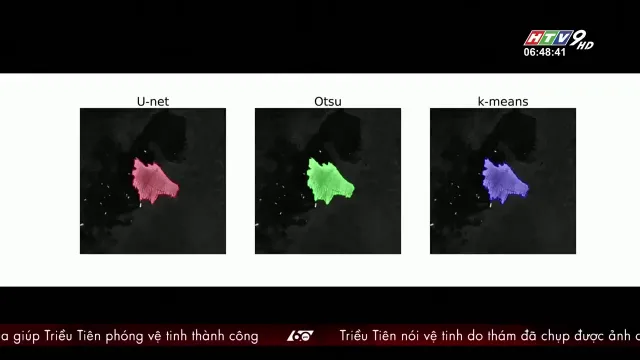 HTV9 HD
06:48:41
U-net Otsu k-means
giúp Triều Tiên phóng vệ tinh thành công 60 Triều Tiên nói vệ tinh do thám đã chụp được ảnh